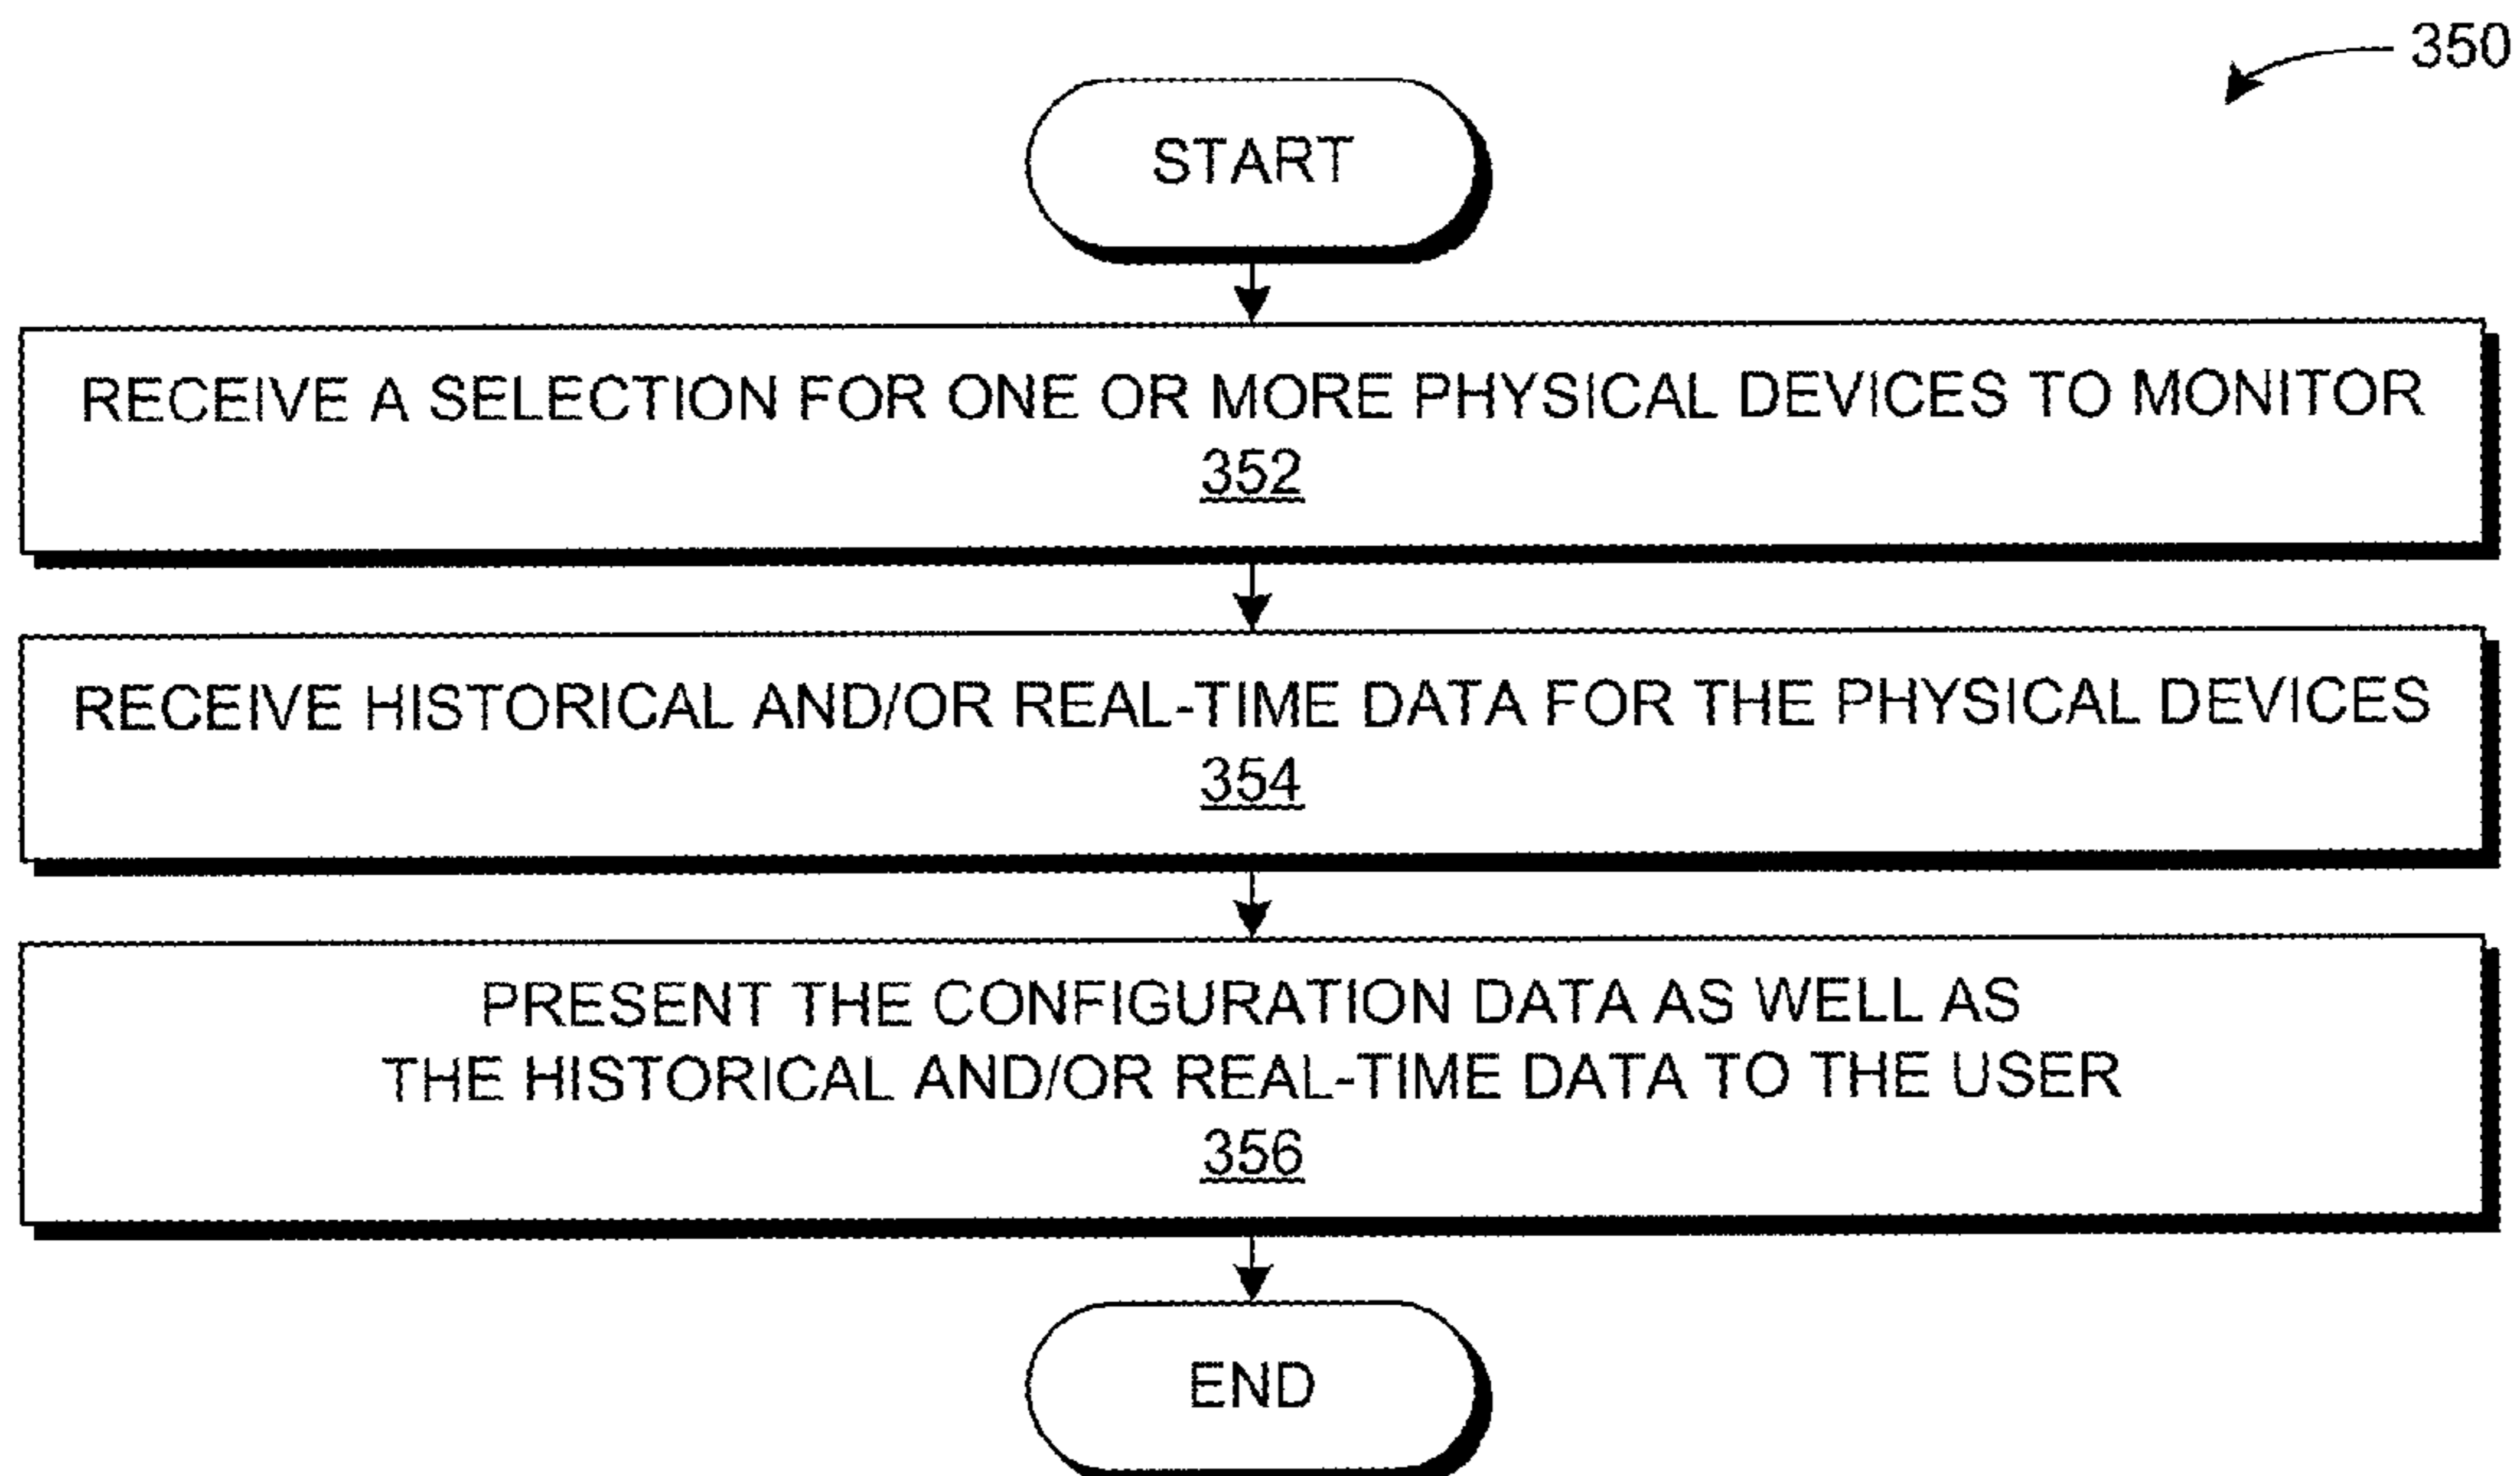 350
START
RECEIVE A SELECTION FOR ONE OR MORE PHYSICAL DEVICES TO MONITOR
352
RECEIVE HISTORICAL AND/OR REAL-TIME DATA FOR THE PHYSICAL DEVICES
354
PRESENT THE CONFIGURATION DATA AS WELL AS
THE HISTORICAL AND/OR REAL-TIME DATA TO THE USER
356
END